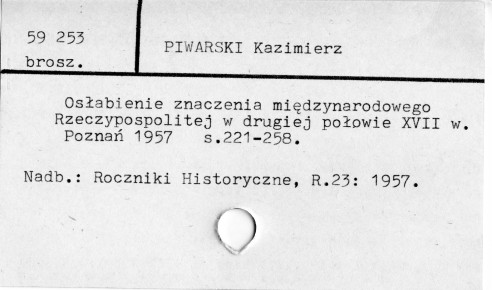 59 253
brosz.
PIWARSKI Kazimierz
Osłabienie znaczenia międzynarodowego
Rzeczypospolitej w drugiej połowie XVII w.
Poznań 1957 s.221-258.
Nadb.: Roczniki Historyczne, R.23: 1957.